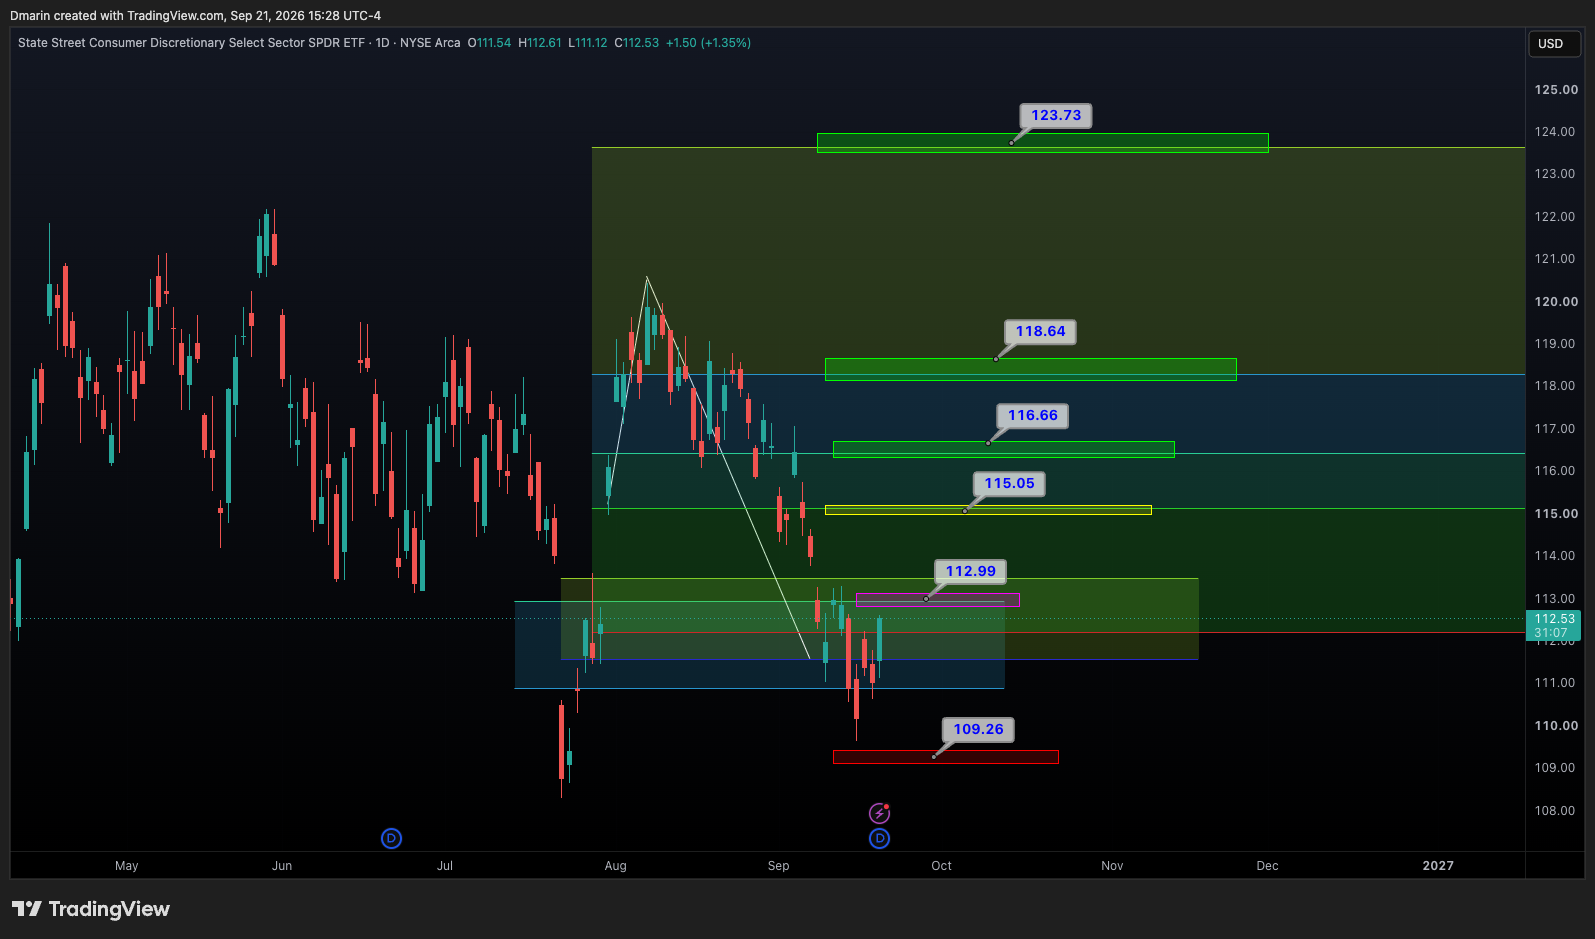 Dmarin created with TradingView.com, Sep 21, 2026 15:28 UTC-4
State Street Consumer Discretionary Select Sector SPDR ETF · 1D · NYSE Arca O111.54 H112.61 L111.12 C112.53 +1.50 (+1.35%)
USD
125.00
123.73
124.00
123.00
122.00
121.00
120.00
118.64
119.00
118.00
116.66
117.00
116.00
115.05
115.00
114.00
112.99
113.00
112.53
31:07
112.00
111.00
109.26
110.00
109.00
108.00
D
D
May
Jun
Jul
Aug
Sep
Oct
Nov
Dec
2027
TradingView